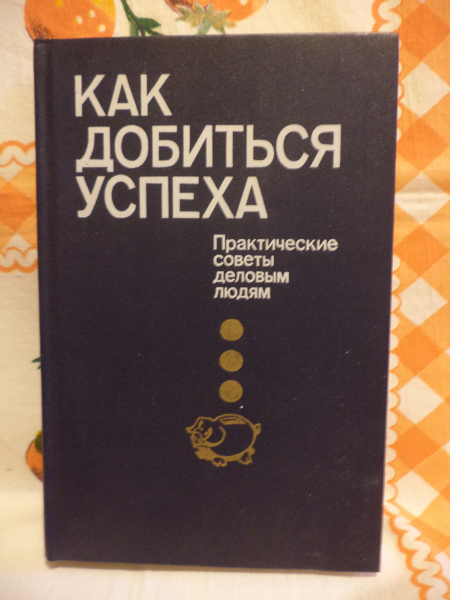 КАК
ДОБИТЬСЯ
УСПЕХА
Практические
советы
деловым
людям